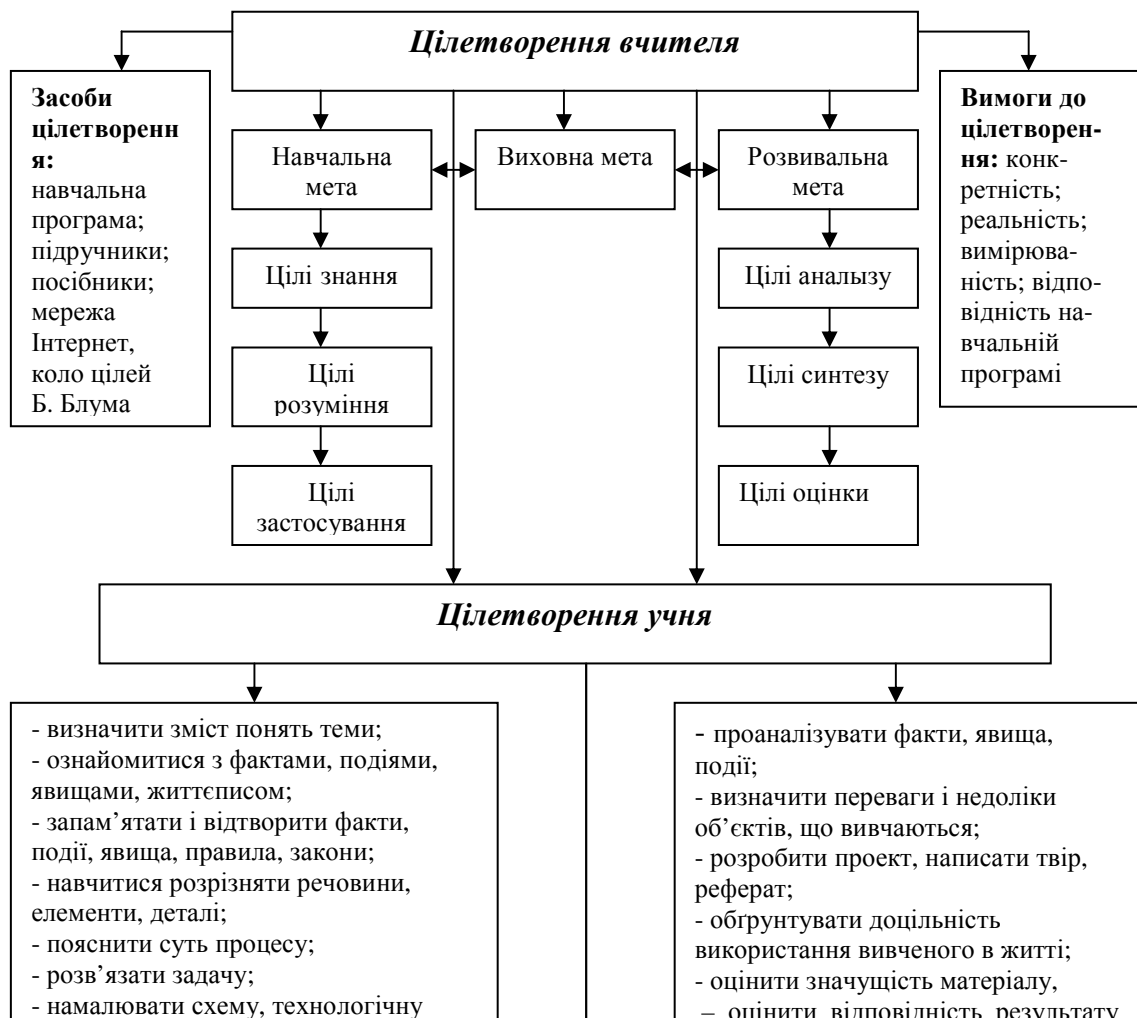 Цілетворення вчителя
Засоби
цілетворенн
я:
навчальна
програма;
підручники;
посібники;
мережа
Інтернет,
коло цілей
Б. Блума
Навчальна
мета
Виховна мета
Розвивальна
мета
Вимоги до
цілетворен-
ня: конк-
ретність;
реальність;
вимірюва-
ність; відпо-
відність на-
вчальній
програмі
Цілі знання
Цілі аналызу
Цілі
розуміння
Цілі синтезу
Цілі
застосування
Цілі оцінки
Цілетворення учня
- визначити зміст понять теми;
- ознайомитися з фактами, подіями,
явищами, життєписом;
- запам’ятати і відтворити факти,
події, явища, правила, закони;
- навчитися розрізняти речовини,
елементи, деталі;
- пояснити суть процесу;
- розв’язати задачу;
- намалювати схему, технологічну
- проаналізувати факти, явища,
події;
- визначити переваги і недоліки
об’єктів, що вивчаються;
- розробити проект, написати твір,
реферат;
- обґрунтувати доцільність
використання вивченого в житті;
- оцінити значущість матеріалу,
– оцінити відповідність результату